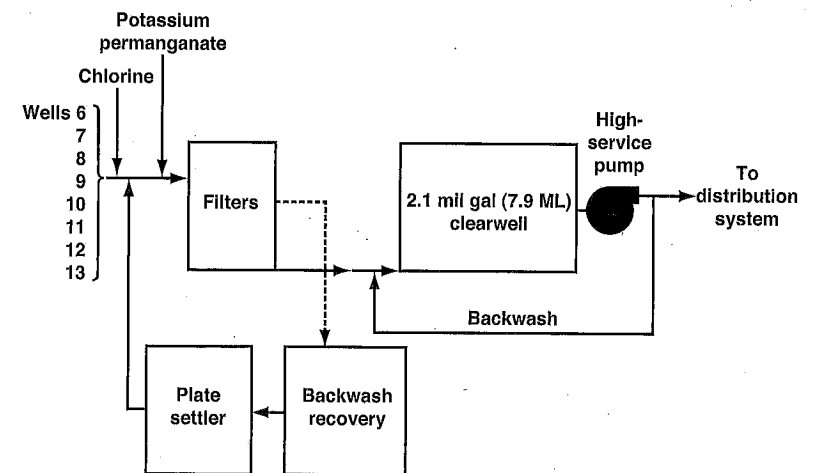 Potassium
permanganate
Chlorine
Wells 6
7
8
9
10
11
12
13
Filters
2.1 mil gal (7.9 ML)
clearwell
High-
service
pump
To
distribution
system
Backwash
Plate
settler
Backwash
recovery